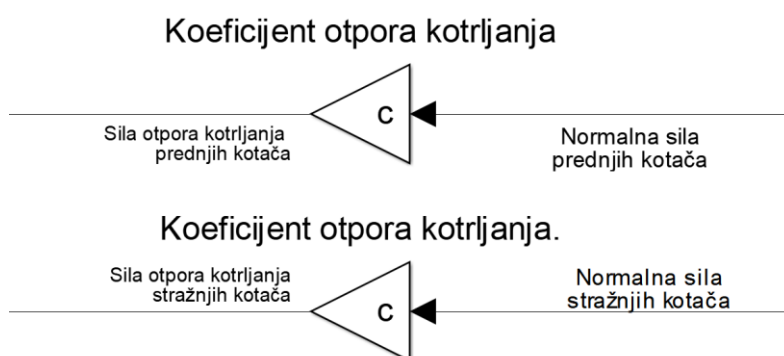 Koeficijent otpora kotrljanja
c
Sila otpora kotrljanja
prednjih kotača
Normalna sila
prednjih kotača
Koeficijent otpora kotrljanja.
Sila otpora kotrljanja
stražnjih kotača
c
Normalna sila
stražnjih kotača